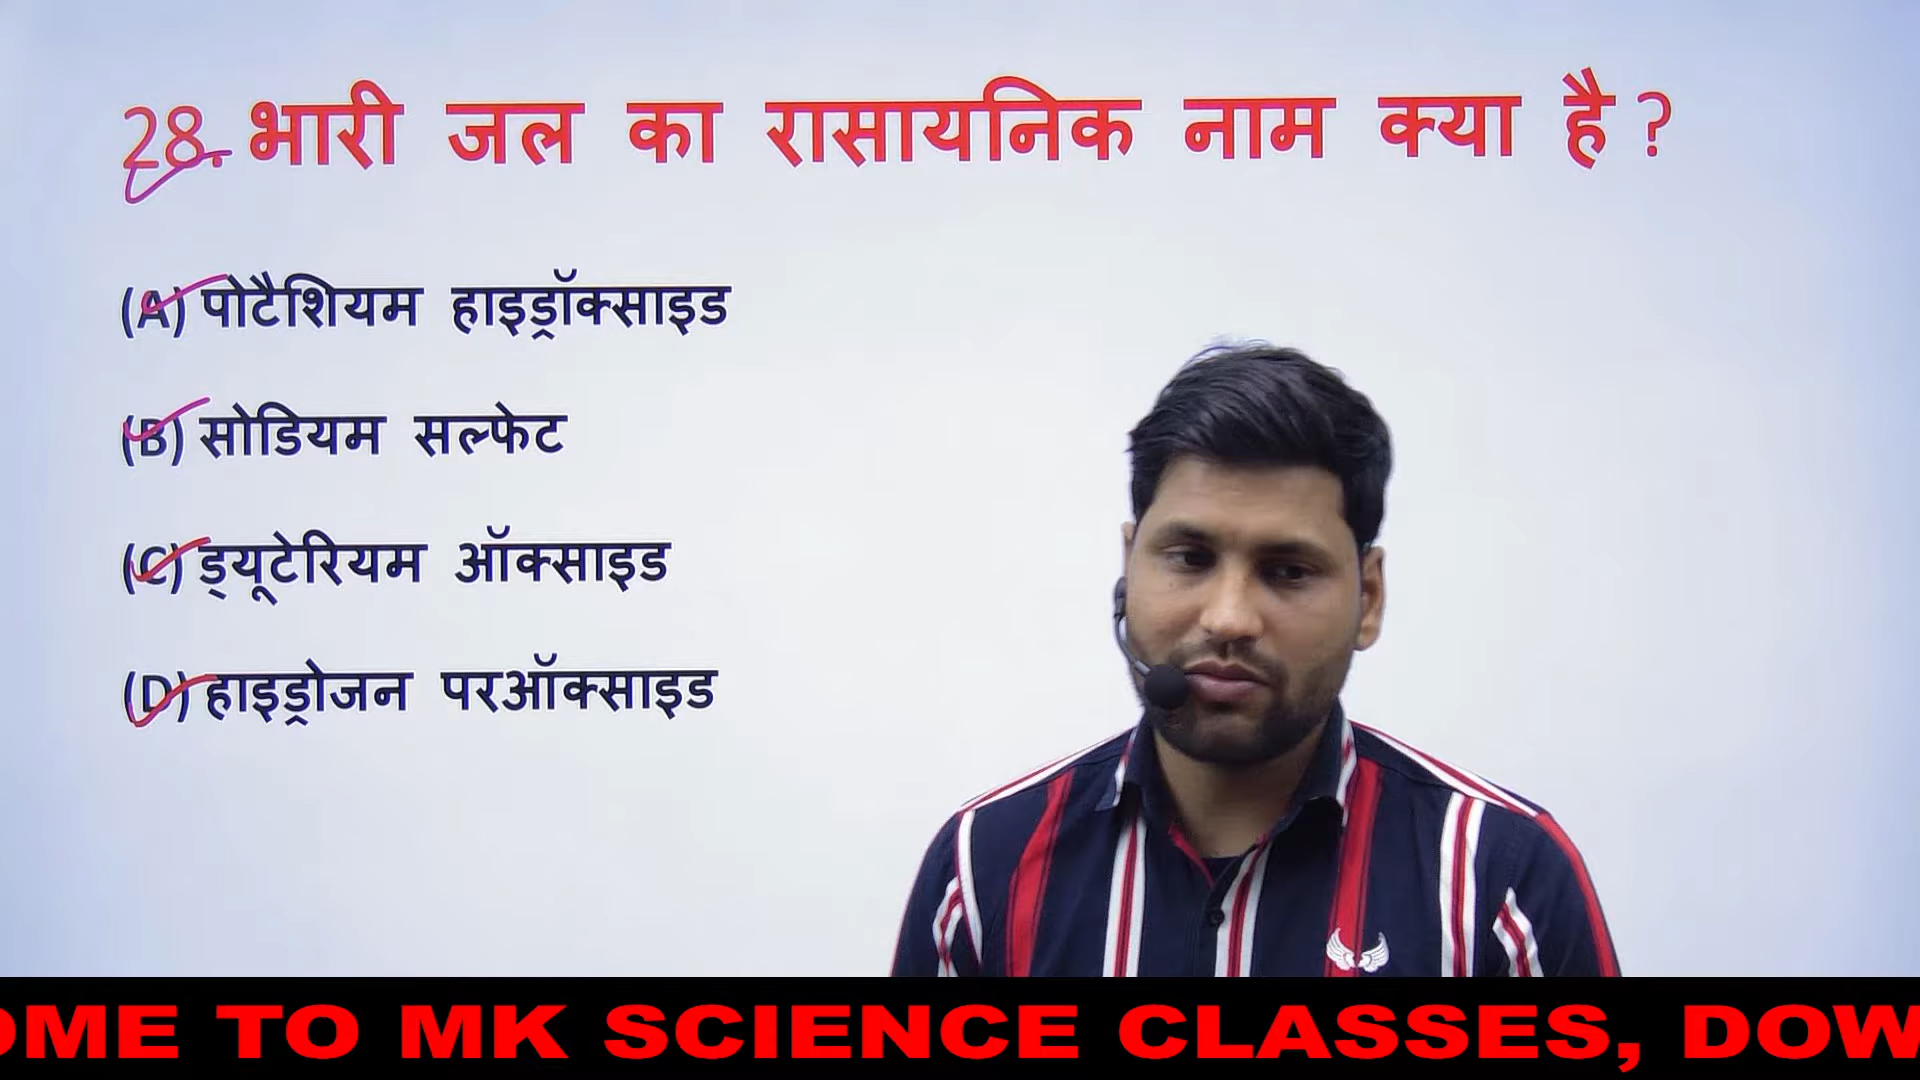 28. भारी जल का रासायनिक नाम क्या है ?
(A) पोटैशियम हाइड्रॉक्साइड
(B) सोडियम सल्फेट
(C) ड्यूटेरियम ऑक्साइड
(D) हाइड्रोजन परऑक्साइड
OME TO MK SCIENCE CLASSES, DOW